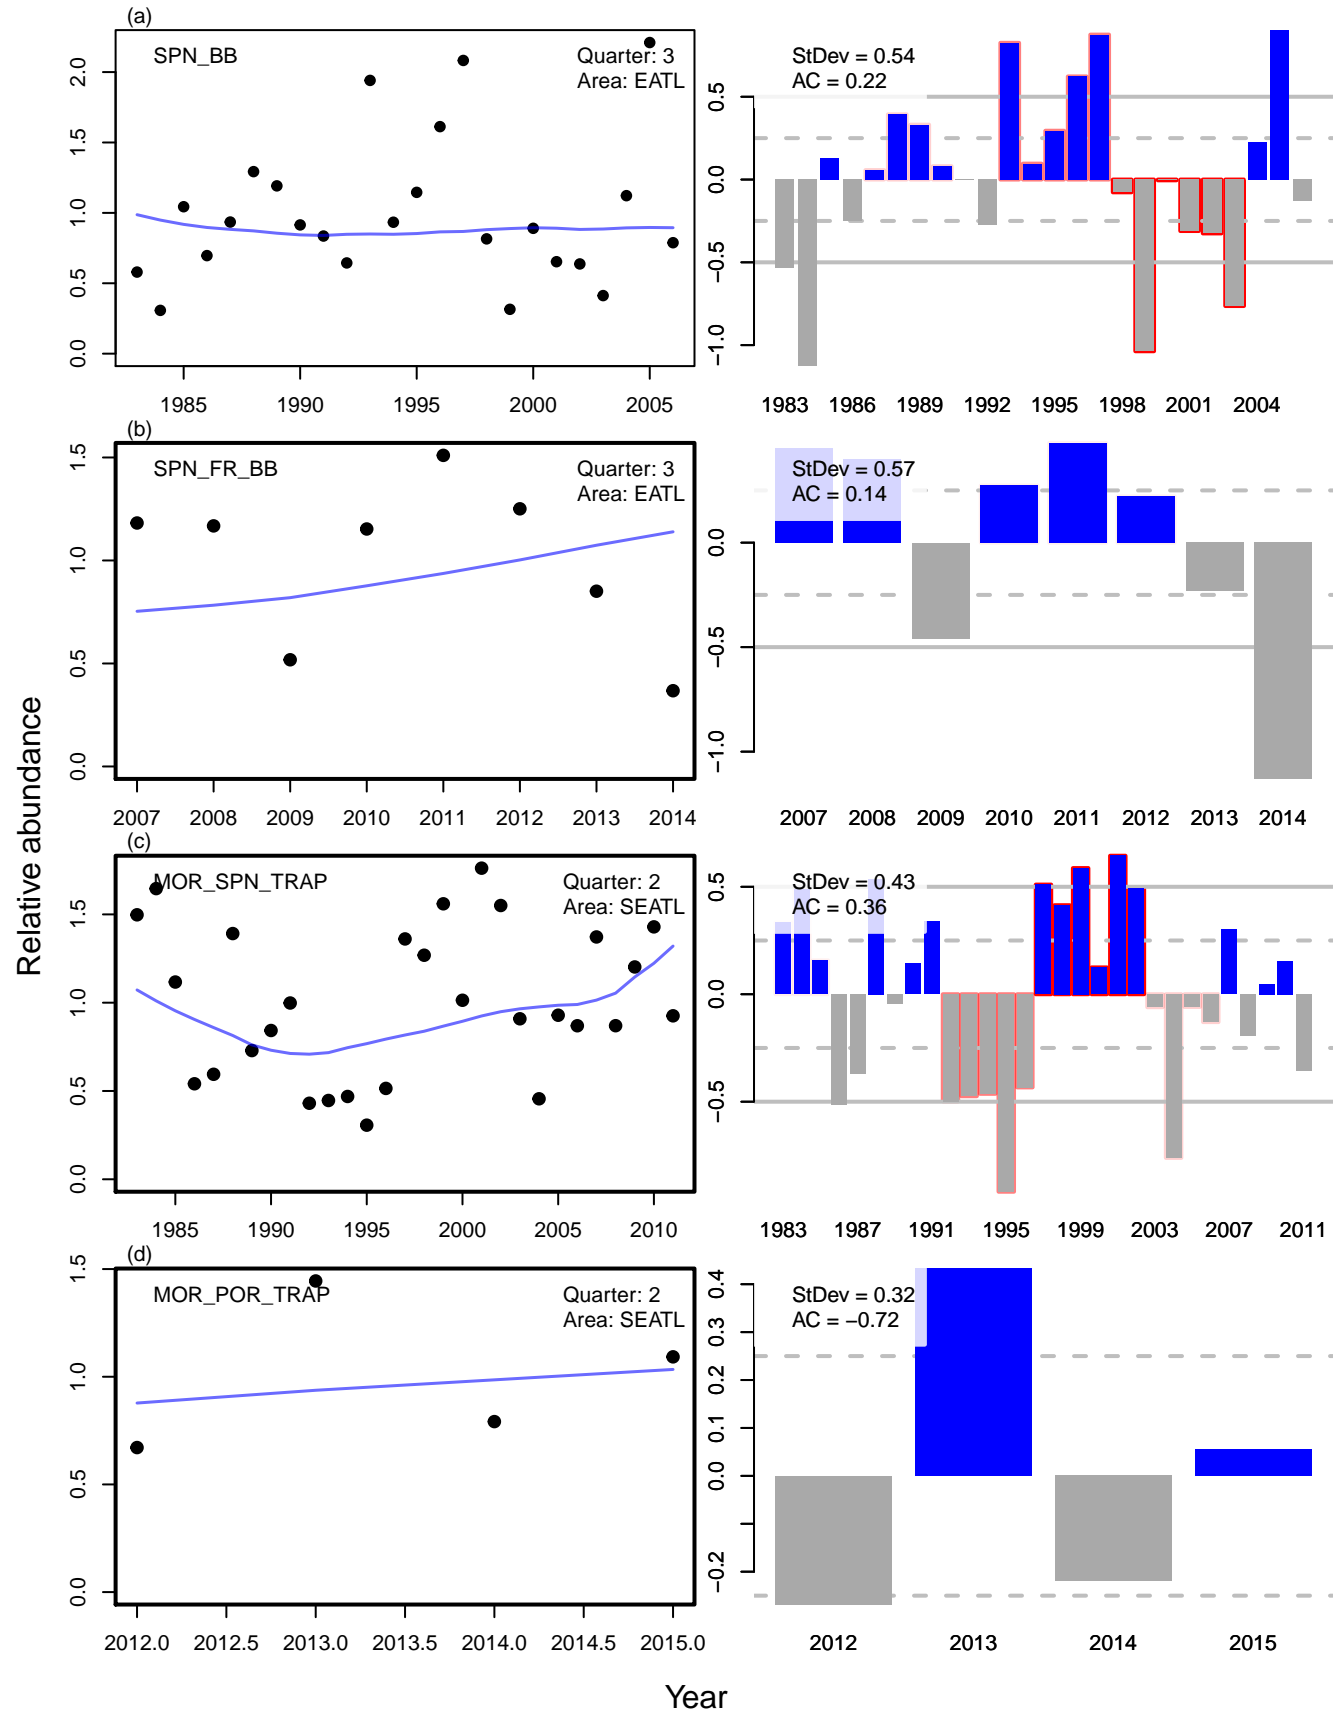 (a)
SPN_BB
Quarter: 3
Area: EATL
0.0 0.5 1.0 1.5 2.0
1985 1990 1995 2000 2005
StDev = 0.54
AC = 0.22
−1.0 −0.5 0.0 0.5
1983 1986 1989 1992 1995 1998 2001 2004
(b)
SPN_FR_BB
Quarter: 3
Area: EATL
0.0 0.5 1.0 1.5
2007 2008 2009 2010 2011 2012 2013 2014
StDev = 0.57
AC = 0.14
−1.0 −0.5 0.0
2007 2008 2009 2010 2011 2012 2013 2014
(c)
MOR_SPN_TRAP
Quarter: 2
Area: SEATL
0.0 0.5 1.0 1.5
1985 1990 1995 2000 2005 2010
StDev = 0.43
AC = 0.36
−0.5 0.0 0.5
1983 1987 1991 1995 1999 2003 2007 2011
(d)
MOR_POR_TRAP
Quarter: 2
Area: SEATL
0.0 0.5 1.0 1.5
2012.0 2012.5 2013.0 2013.5 2014.0 2014.5 2015.0
StDev = 0.32
AC = −0.72
−0.2 0.0 0.1 0.2 0.3 0.4
2012 2013 2014 2015
Relative abundance
Year